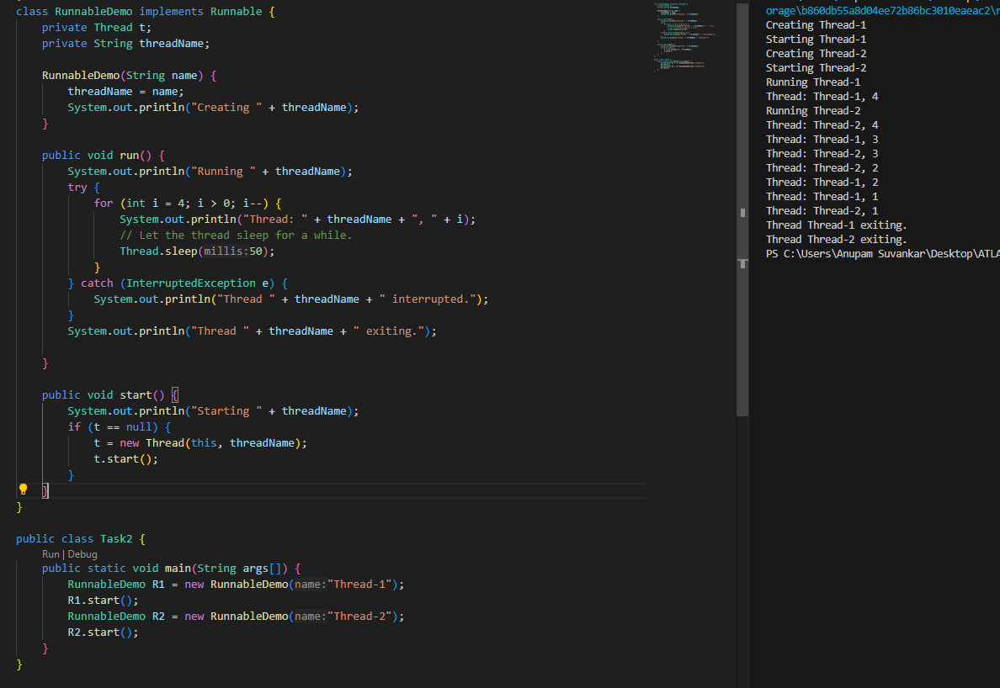 class RunnableDemo implements Runnable {
    private Thread t;
    private String threadName;

    RunnableDemo(String name) {
        threadName = name;
        System.out.println("Creating " + threadName);
    }

    public void run() {
        System.out.println("Running " + threadName);
        try {
            for (int i = 4; i > 0; i--) {
                System.out.println("Thread: " + threadName + ", " + i);
                // Let the thread sleep for a while.
                Thread.sleep(millis:50);
            }
        } catch (InterruptedException e) {
            System.out.println("Thread " + threadName + " interrupted.");
        }
        System.out.println("Thread " + threadName + " exiting.");

    }

    public void start() {
        System.out.println("Starting " + threadName);
        if (t == null) {
            t = new Thread(this, threadName);
            t.start();
        }
    }
}

public class Task2 {
    Run | Debug
    public static void main(String args[]) {
        RunnableDemo R1 = new RunnableDemo(name:"Thread-1");
        R1.start();
        RunnableDemo R2 = new RunnableDemo(name:"Thread-2");
        R2.start();
    }
}
orage\b860db55a8d04ee72b86bc3010eaeac2\r
Creating Thread-1
Starting Thread-1
Creating Thread-2
Starting Thread-2
Running Thread-1
Thread: Thread-1, 4
Running Thread-2
Thread: Thread-2, 4
Thread: Thread-1, 3
Thread: Thread-2, 3
Thread: Thread-2, 2
Thread: Thread-1, 2
Thread: Thread-1, 1
Thread: Thread-2, 1
Thread Thread-1 exiting.
Thread Thread-2 exiting.
PS C:\Users\Anupam Suvankar\Desktop\ATLA